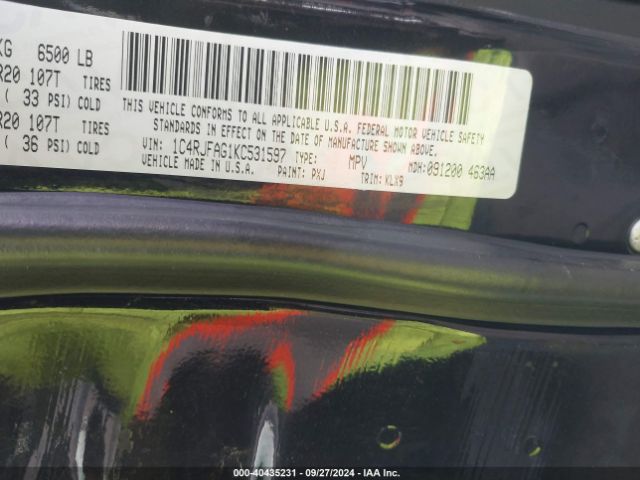 KG 6500 LB
R20 107T TIRES
( 33 PSI) COLD
R20 107T TIRES
( 36 PSI) COLD
THIS VEHICLE CONFORMS TO ALL APPLICABLE U.S.A. FEDERAL MOTOR VEHICLE SAFETY
STANDARDS IN EFFECT ON THE DATE OF MANUFACTURE SHOWN ABOVE.
VIN: 1C4RJFAG1KC531597 TYPE: MPV MDH: 091200 463AA
VEHICLE MADE IN U.S.A. PAINT: PXJ TRIM: KLX9
000-40435231 - 09/27/2024 - IAA Inc.